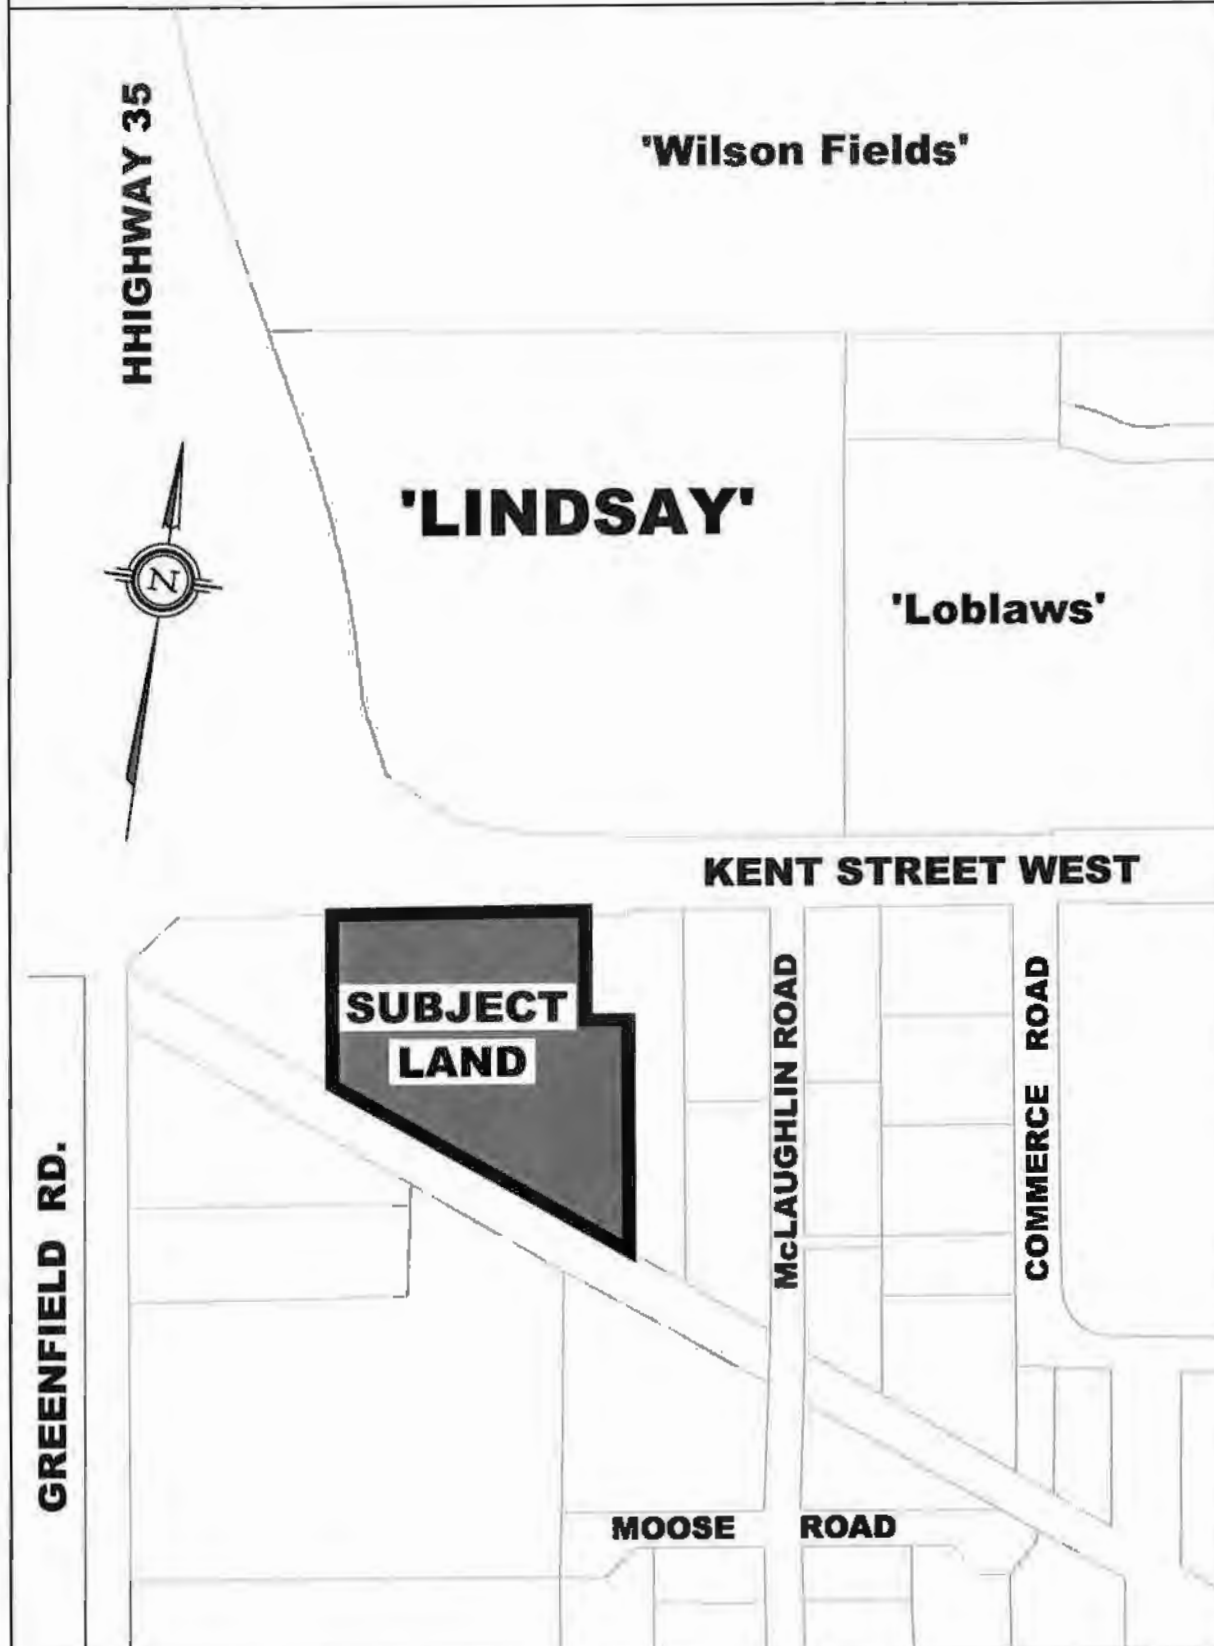 HHIGHWAY 35
'Wilson Fields'
'LINDSAY'
N
'Loblaws'
KENT STREET WEST
SUBJECT
LAND
McLAUGHLIN ROAD
COMMERCE ROAD
GREENFIELD RD.
MOOSE ROAD